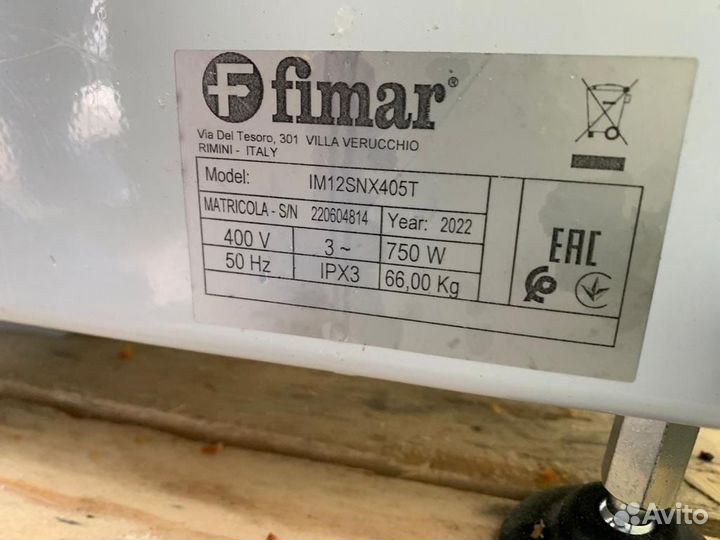 fimar®
Via Del Tesoro, 301 VILLA VERUCCHIO
RIMINI - ITALY
Model: IM12SNX405T
MATRICOLA - S/N 220604814 Year: 2022
400 V 3 ~ 750 W
50 Hz IPX3 66,00 Kg
EAC
Avito